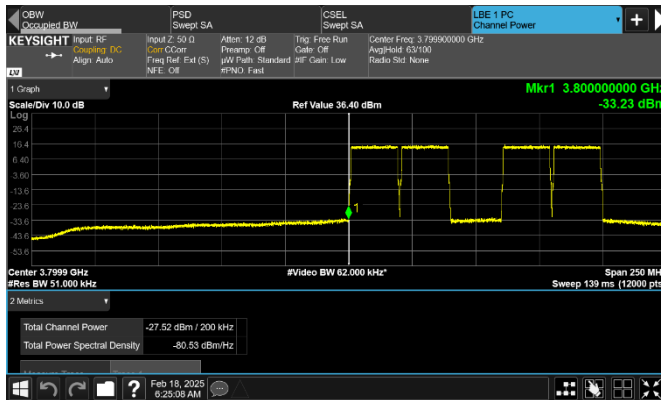 OBW
Occupied BW
PSD
Swept SA
CSEL
Swept SA
LBE 1 PC
Channel Power
KEYSIGHT
Input: RF
Coupling: DC
Align: Auto
Input Z: 50 Ω
Corr CCorr
Freq Ref: Ext (S)
NFE: Off
Atten: 12 dB
Preamp: Off
µW Path: Standard
#PNO: Fast
Trig: Free Run
Gate: Off
#IF Gain: Low
Center Freq: 3.799900000 GHz
Avg|Hold: 63/100
Radio Std: None
1 Graph
Mkr1 3.800000000 GHz
Scale/Div 10.0 dB
Ref Value 36.40 dBm
-33.23 dBm
Log
26.4
16.4
6.40
-3.60
-13.6
-23.6
-33.6
-43.6
-53.6
1
Center 3.7999 GHz
#Video BW 62.000 kHz*
Span 250 MH
#Res BW 51.000 kHz
Sweep 139 ms (12000 pts
2 Metrics
Total Channel Power
-27.52 dBm / 200 kHz
Total Power Spectral Density
-80.53 dBm/Hz
Feb 18, 2025
6:25:08 AM